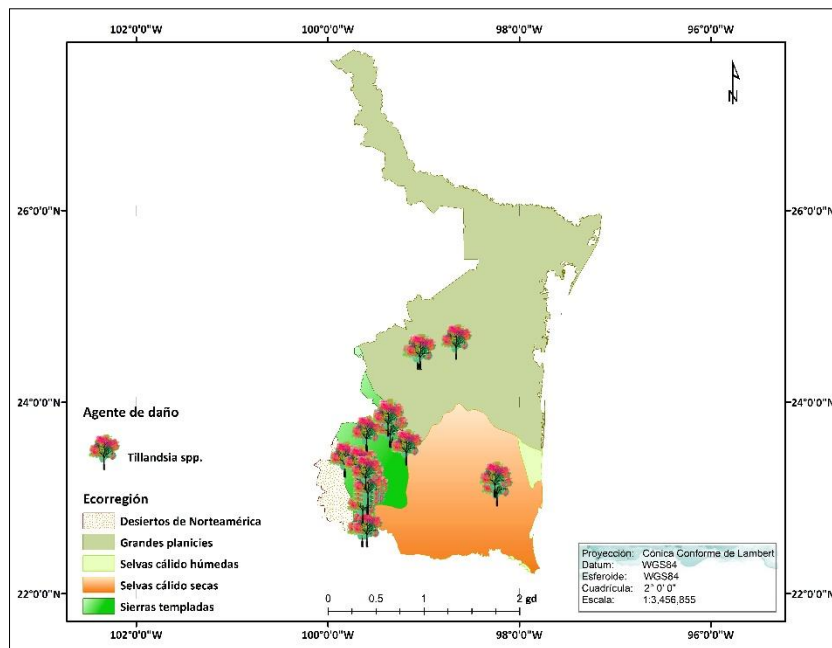 102°0'0"W 100°0'0"W 98°0'0"W 96°0'0"W
N
26°0'0"N 26°0'0"N
24°0'0"N 24°0'0"N
Agente de daño
Tillandsia spp.
Ecorregión
Desiertos de Norteamérica
Grandes planicies
Selvas cálido húmedas
Selvas cálido secas
Sierras templadas
0 0.5 1 2 gd
Proyección: Cónica Conforme de Lambert
Datum: WGS84
Esferoide: WGS84
Cuadrícula: 2° 0' 0"
Escala: 1:3,456,855
22°0'0"N 22°0'0"N
102°0'0"W 100°0'0"W 98°0'0"W 96°0'0"W